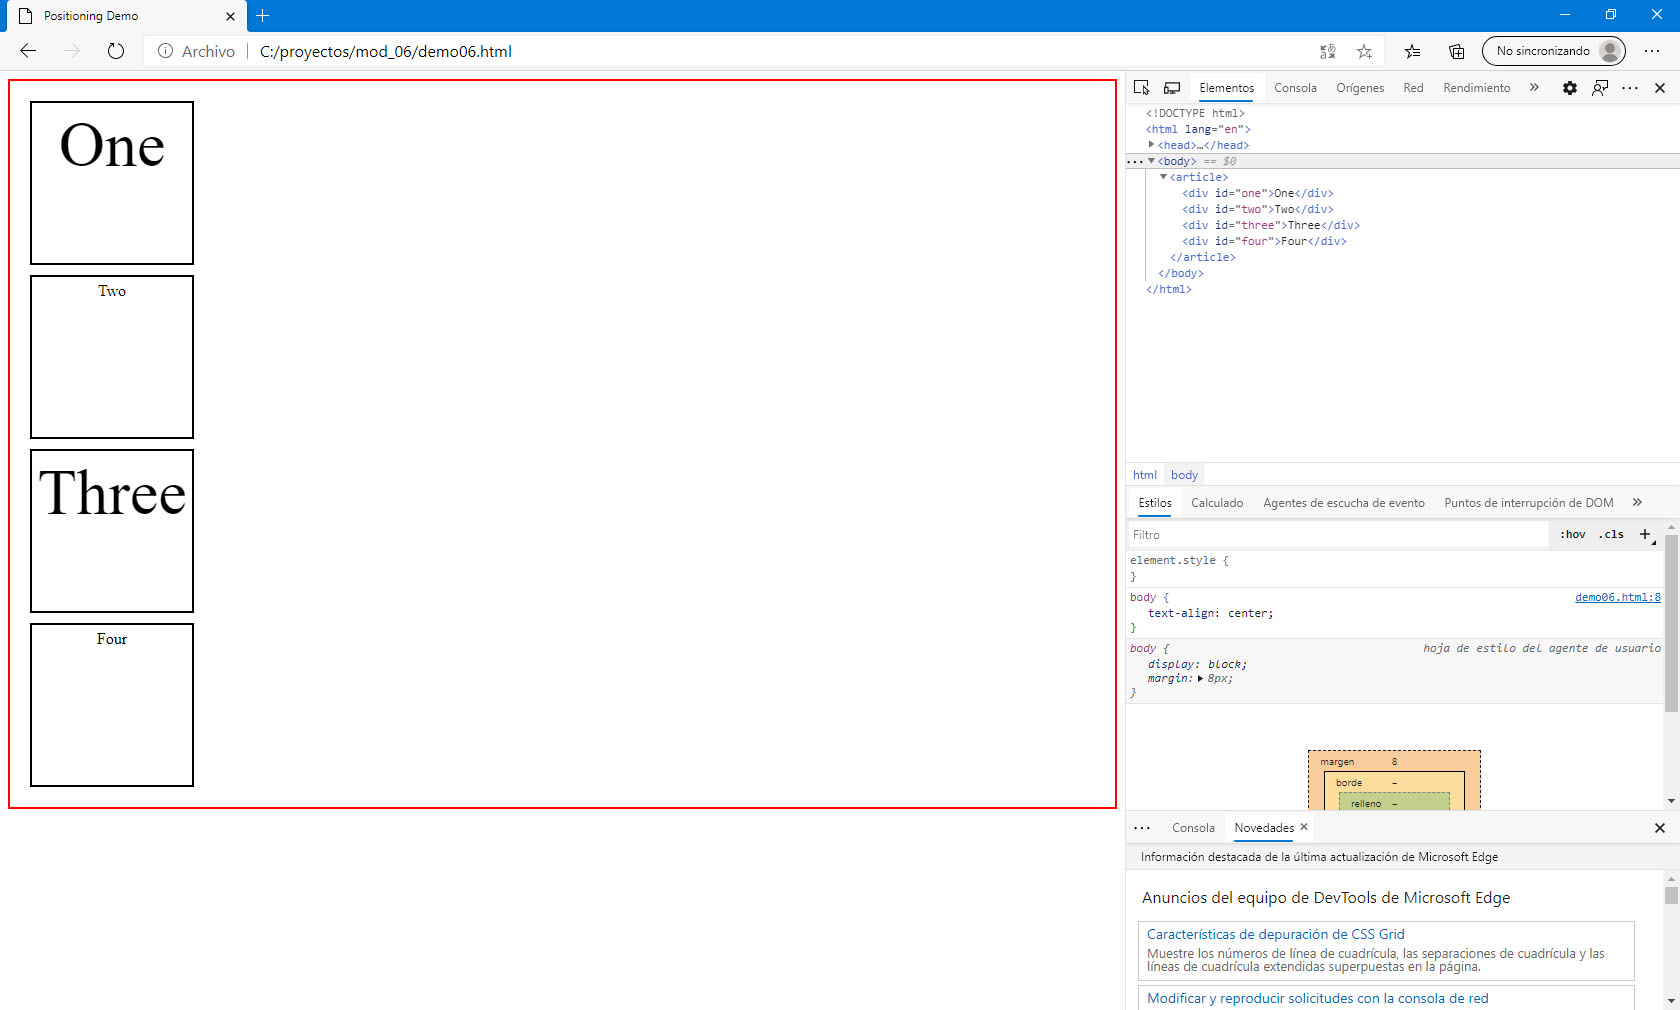 Positioning Demo
Archivo C:/proyectos/mod_06/demo06.html No sincronizando
One
Two
Three
Four
Elementos Consola Orígenes Red Rendimiento »
<!DOCTYPE html>
<html lang="en">
<head>…</head>
<body> == $0
<article>
<div id="one">One</div>
<div id="two">Two</div>
<div id="three">Three</div>
<div id="four">Four</div>
</article>
</body>
</html>
html body
Estilos Calculado Agentes de escucha de evento Puntos de interrupción de DOM »
Filtro :hov .cls +
element.style {
}
body { demo06.html:8
text-align: center;
}
body { hoja de estilo del agente de usuario
display: block;
margin: 8px;
}
margen 8
borde –
relleno –
Consola Novedades
Información destacada de la última actualización de Microsoft Edge
Anuncios del equipo de DevTools de Microsoft Edge
Características de depuración de CSS Grid
Muestre los números de línea de cuadrícula, las separaciones de cuadrícula y las
líneas de cuadrícula extendidas superpuestas en la página.
Modificar y reproducir solicitudes con la consola de red